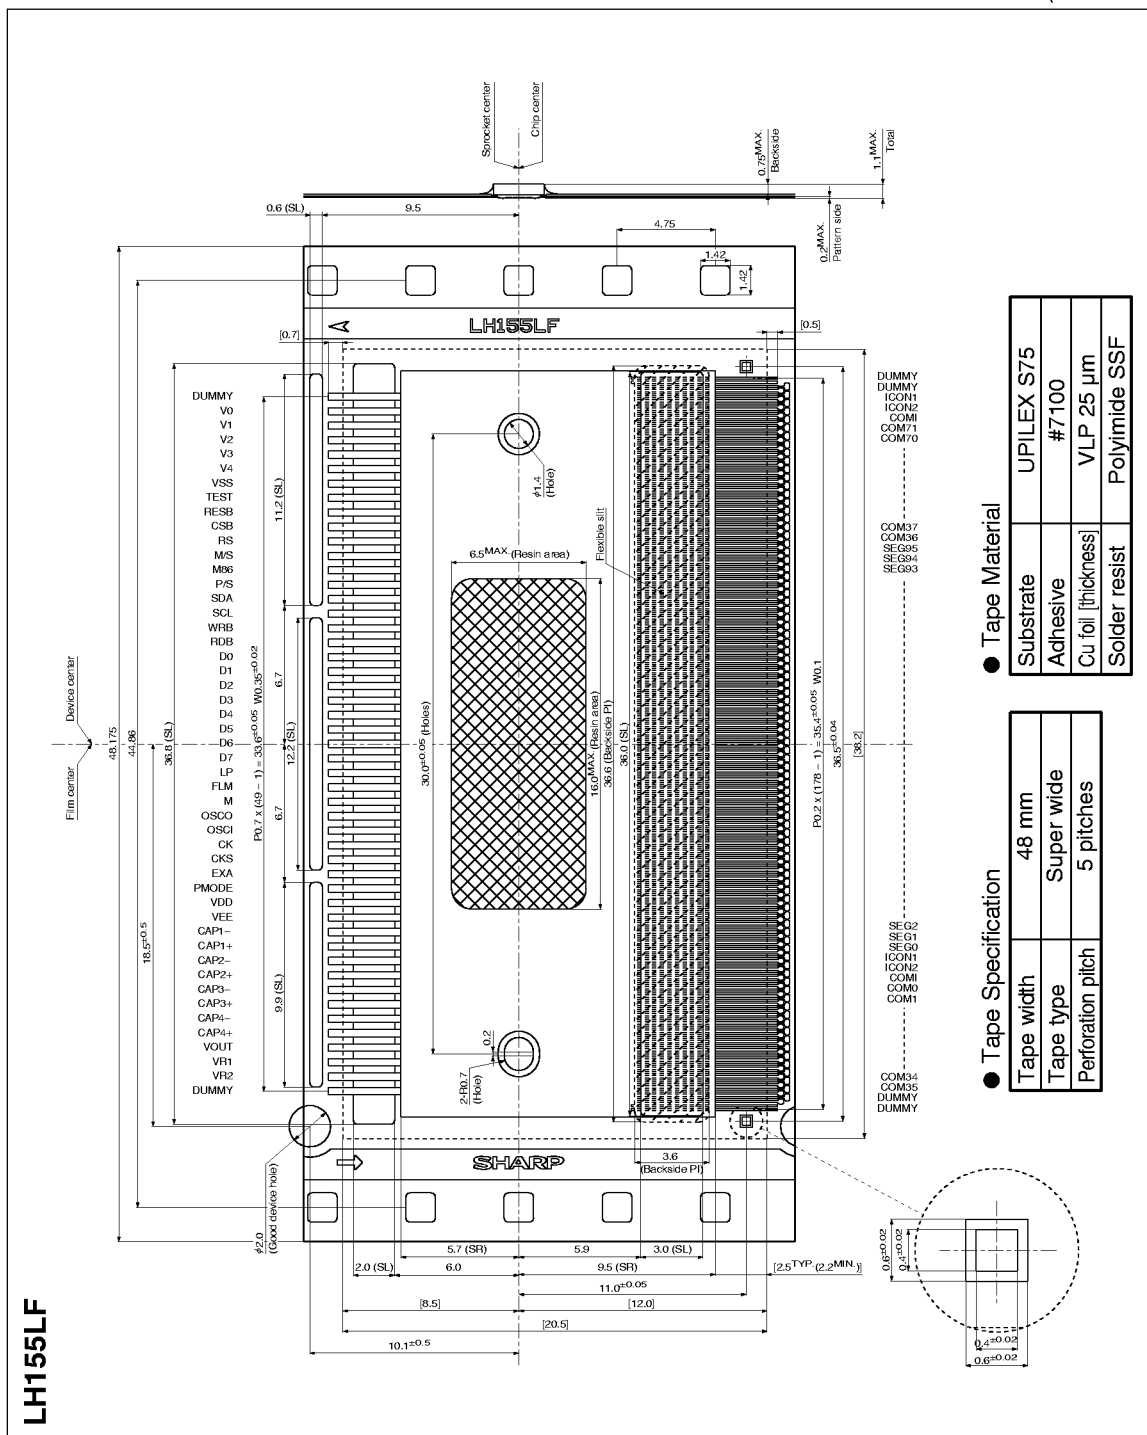 LH155LF
Sprocket center
Chip center
0.75MAX.
Backside
1.1MAX.
Total
0.2MAX.
Pattern side
0.6 (SL)
9.5
4.75
1.42
1.42
[0.7]
LH155LF
[0.5]
DUMMY
V0
V1
V2
V3
V4
VSS
TEST
RESB
CSB
RS
M/S
M86
P/S
SDA
SCL
WRB
RDB
D0
D1
D2
D3
D4
D5
D6
D7
LP
FLM
M
OSCO
OSCI
CK
CKS
EXA
PMODE
VDD
VEE
CAP1−
CAP1+
CAP2−
CAP2+
CAP3−
CAP3+
CAP4−
CAP4+
VOUT
VR1
VR2
DUMMY
Film center
Device center
48.175
44.86
36.8 (SL)
18.5±0.5
P0.7 x (49 − 1) = 33.6±0.05 W0.35±0.02
11.2 (SL)
6.7
12.2 (SL)
6.7
9.9 (SL)
30.0±0.05 (Holes)
ϕ1.4
(Hole)
6.5MAX. (Resin area)
Flexible slit
16.0MAX. (Resin area)
36.6 (Backside PI)
36.0 (SL)
P0.2 x (178 − 1) = 35.4±0.05 W0.1
36.5±0.04
[38.2]
0.2
2-R0.7
(Hole)
ϕ2.0
(Good device hole)
SHARP
3.6
(Backside PI)
DUMMY
DUMMY
ICON1
ICON2
COMI
COM71
COM70
COM37
COM36
SEG95
SEG94
SEG93
SEG2
SEG1
SEG0
ICON1
ICON2
COMI
COM0
COM1
COM34
COM35
DUMMY
DUMMY
5.7 (SR)
5.9
3.0 (SL)
2.0 (SL)
6.0
9.5 (SR)
[2.5TYP. (2.2MIN.)]
11.0±0.05
[8.5]
[12.0]
[20.5]
10.1±0.5
0.6±0.02
0.4±0.02
0.4±0.02
0.6±0.02
● Tape Specification
Tape width 48 mm
Tape type Super wide
Perforation pitch 5 pitches
● Tape Material
Substrate UPILEX S75
Adhesive #7100
Cu foil [thickness] VLP 25 µm
Solder resist Polyimide SSF